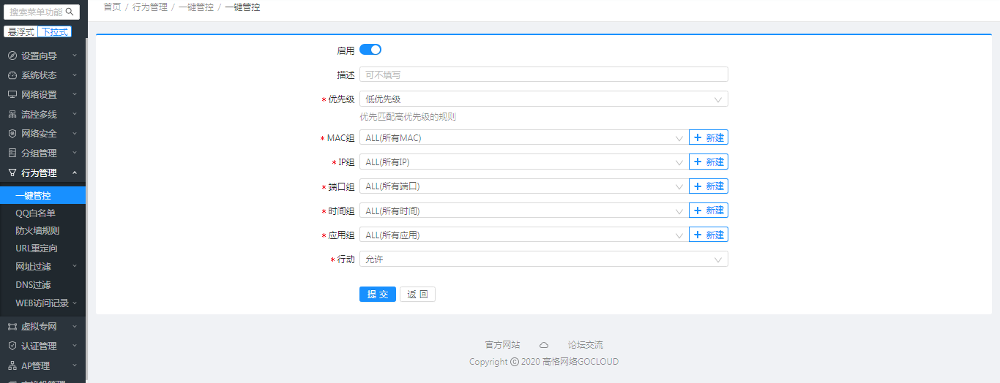 搜索菜单功能
悬浮式 下拉式
设置向导
系统状态
网络设置
流控多线
网络安全
分组管理
行为管理
一键管控
QQ白名单
防火墙规则
URL重定向
网址过滤
DNS过滤
WEB访问记录
虚拟专网
认证管理
AP管理
首页 / 行为管理 / 一键管控 / 一键管控
启用
描述 可不填写
* 优先级 低优先级
优先匹配高优先级的规则
* MAC组 ALL(所有MAC) + 新建
* IP组 ALL(所有IP) + 新建
* 端口组 ALL(所有端口) + 新建
* 时间组 ALL(所有时间) + 新建
* 应用组 ALL(所有应用) + 新建
* 行动 允许
提 交 返 回
官方网站 论坛交流
Copyright © 2020 高恪网络GOCLOUD